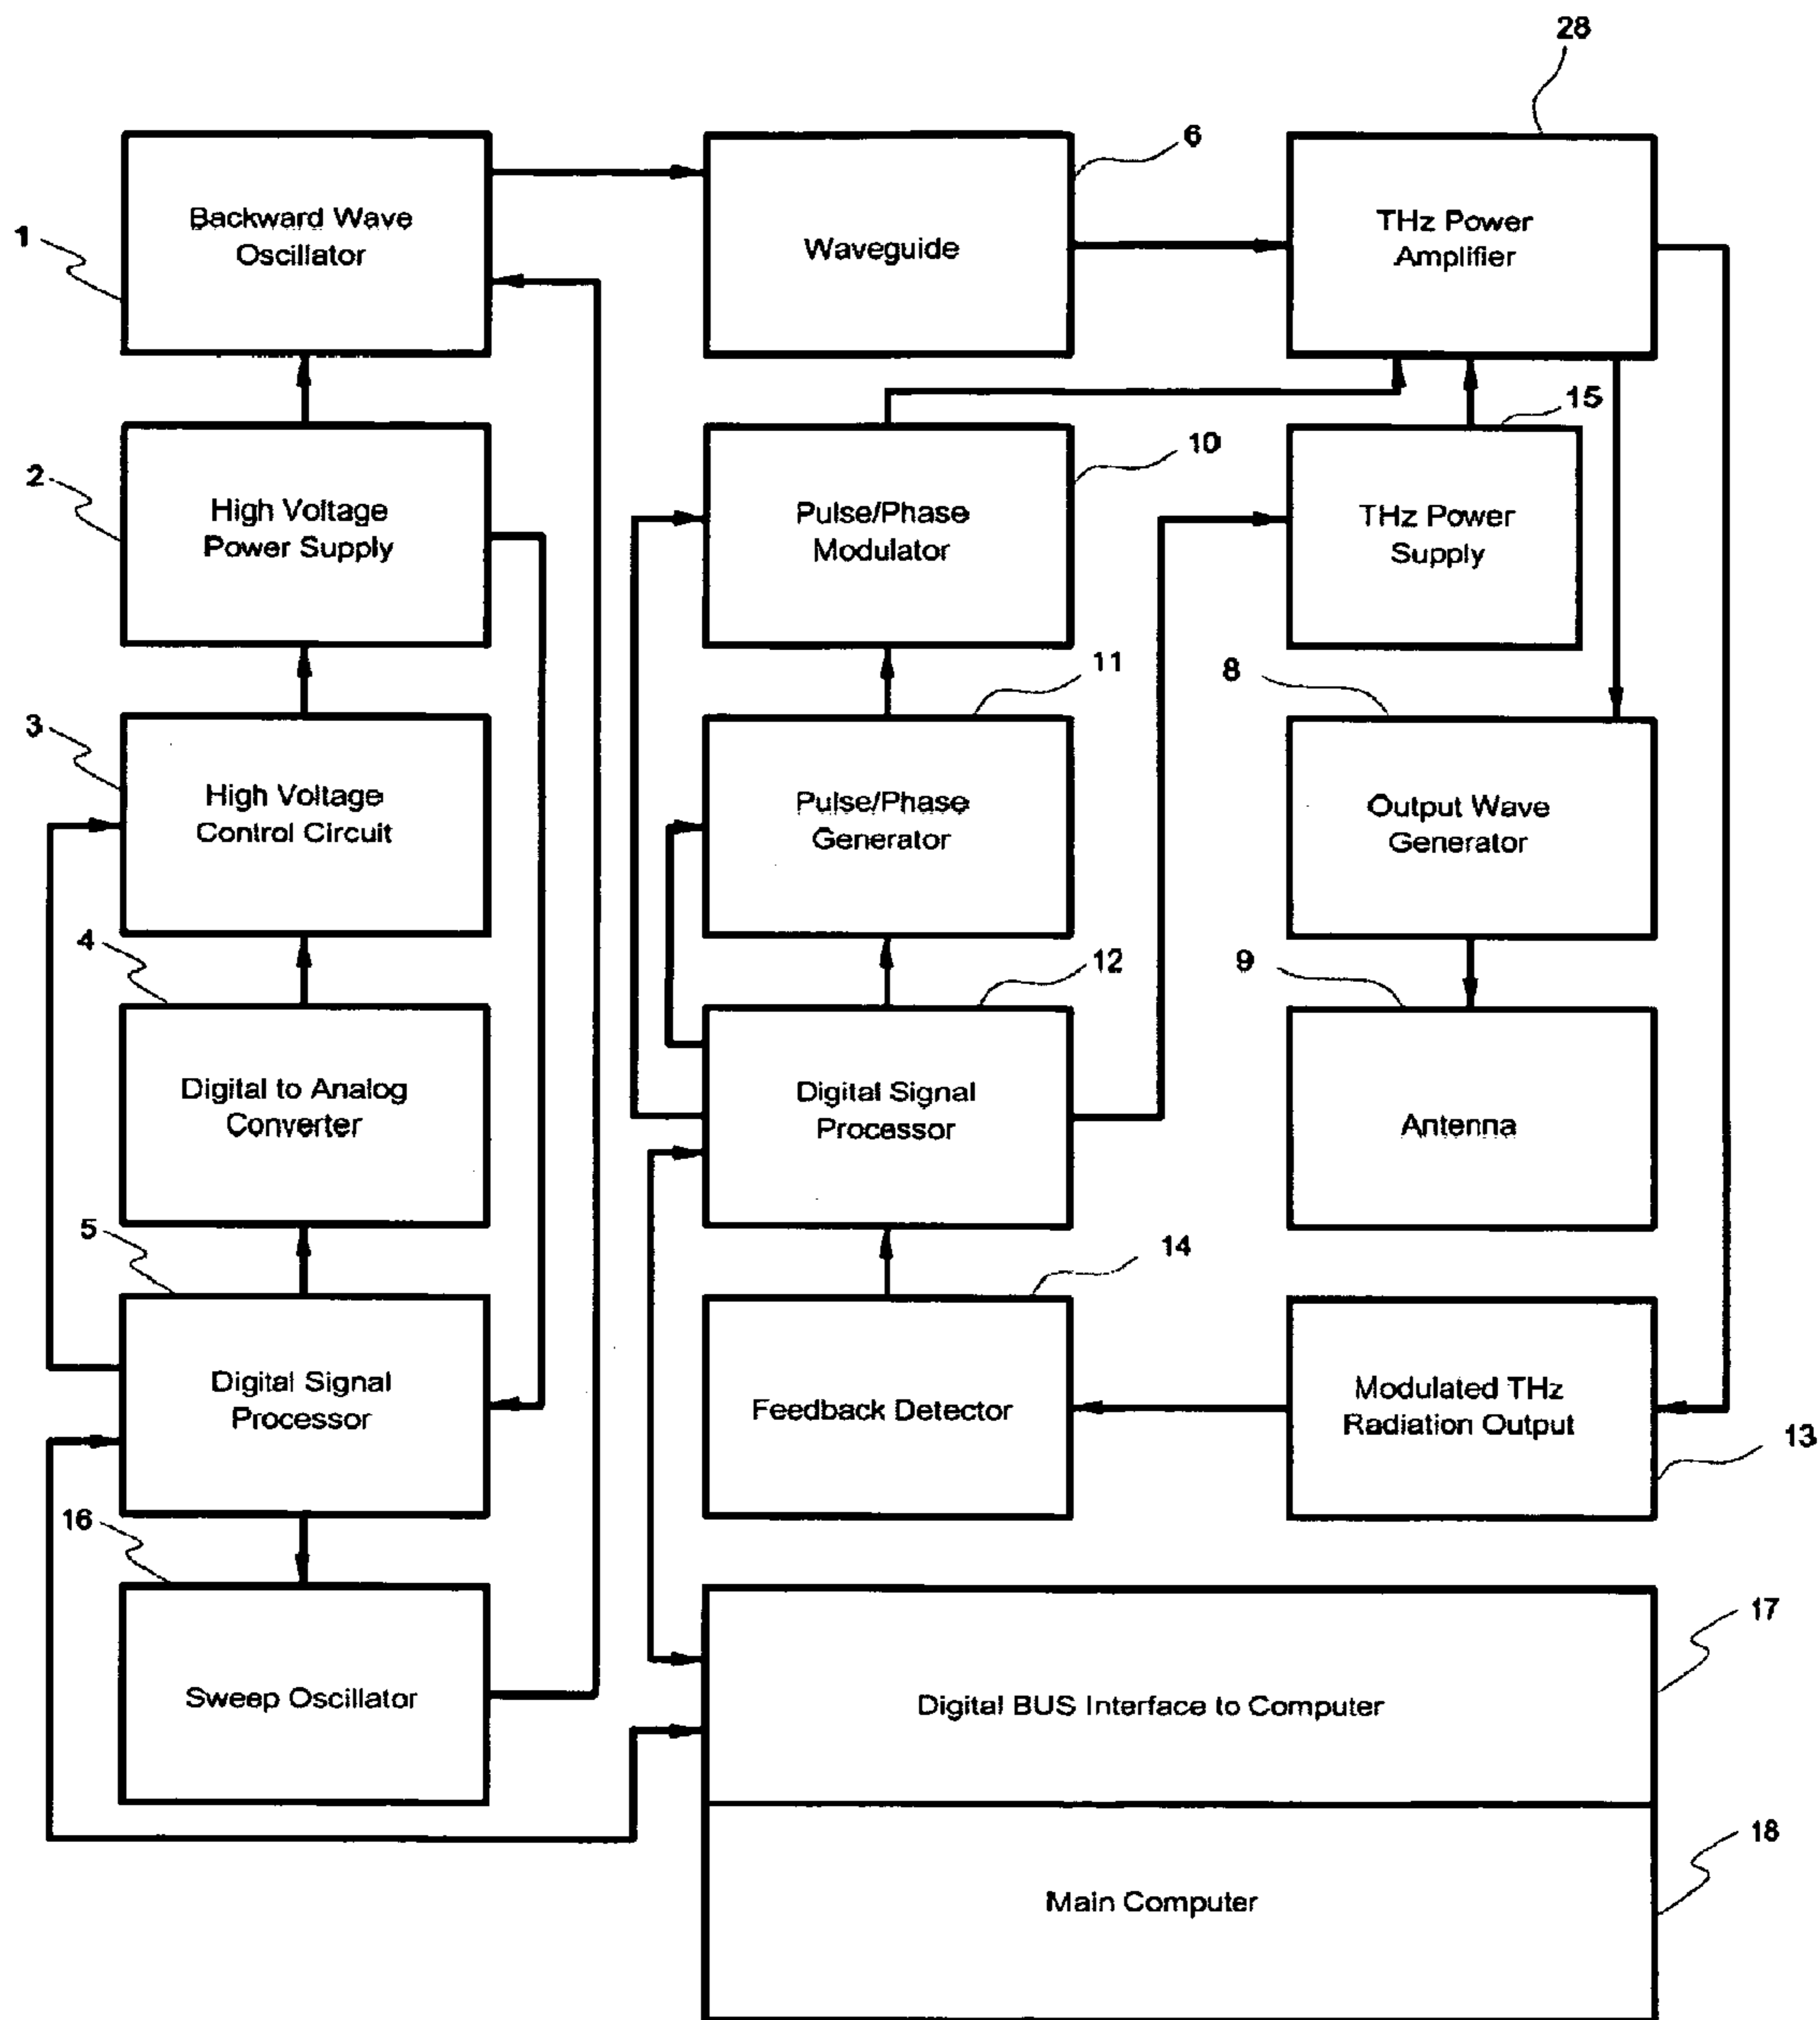 28
1
Backward Wave
Oscillator
6
Waveguide
THz Power
Amplifier
2
High Voltage
Power Supply
10
Pulse/Phase
Modulator
15
THz Power
Supply
3
High Voltage
Control Circuit
11
Pulse/Phase
Generator
8
Output Wave
Generator
4
Digital to Analog
Converter
12
Digital Signal
Processor
9
Antenna
5
Digital Signal
Processor
14
Feedback Detector
Modulated THz
Radiation Output
13
16
Sweep Oscillator
17
Digital BUS Interface to Computer
18
Main Computer